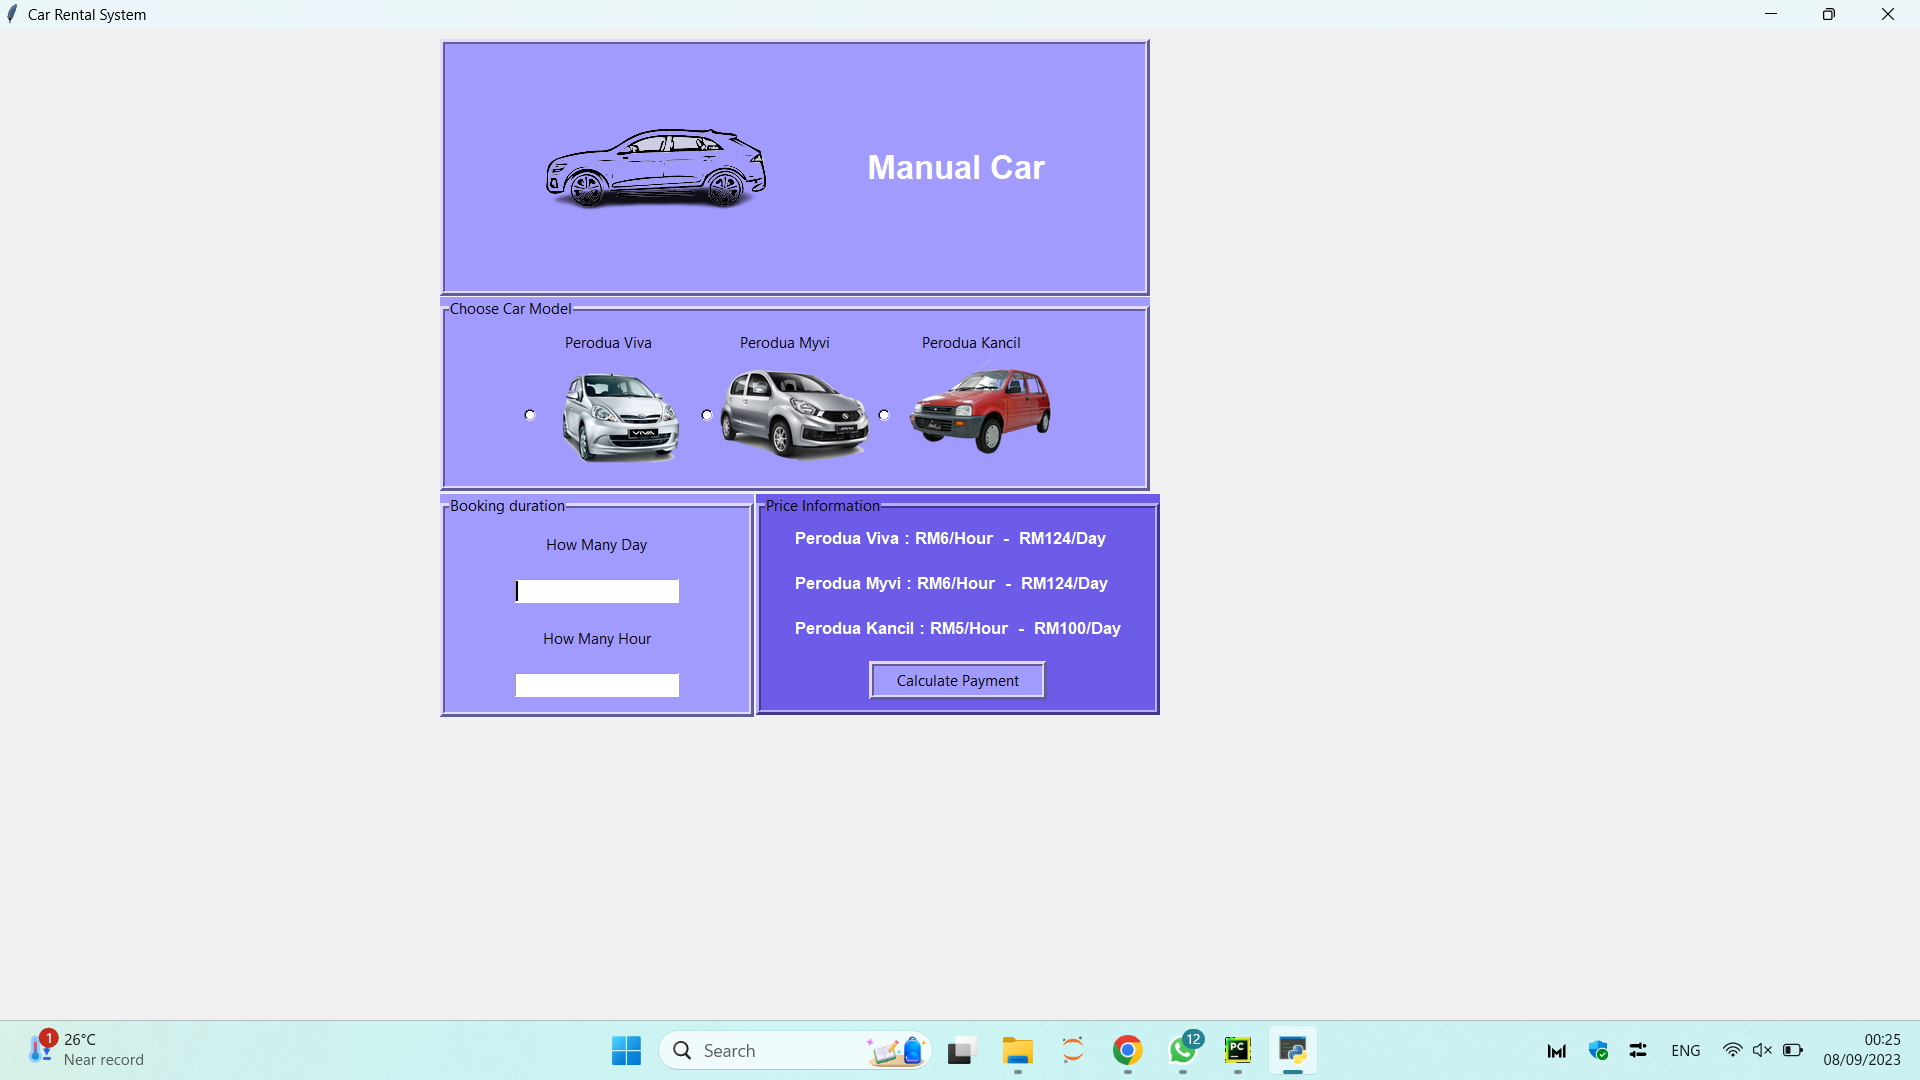 Car Rental System
Manual Car
Choose Car Model
Perodua Viva
Perodua Myvi
Perodua Kancil
VIVA
Booking duration
How Many Day
How Many Hour
Price Information
Perodua Viva : RM6/Hour - RM124/Day
Perodua Myvi : RM6/Hour - RM124/Day
Perodua Kancil : RM5/Hour - RM100/Day
Calculate Payment
1
26°C
Near record
Search
12
PC
ENG
00:25
08/09/2023